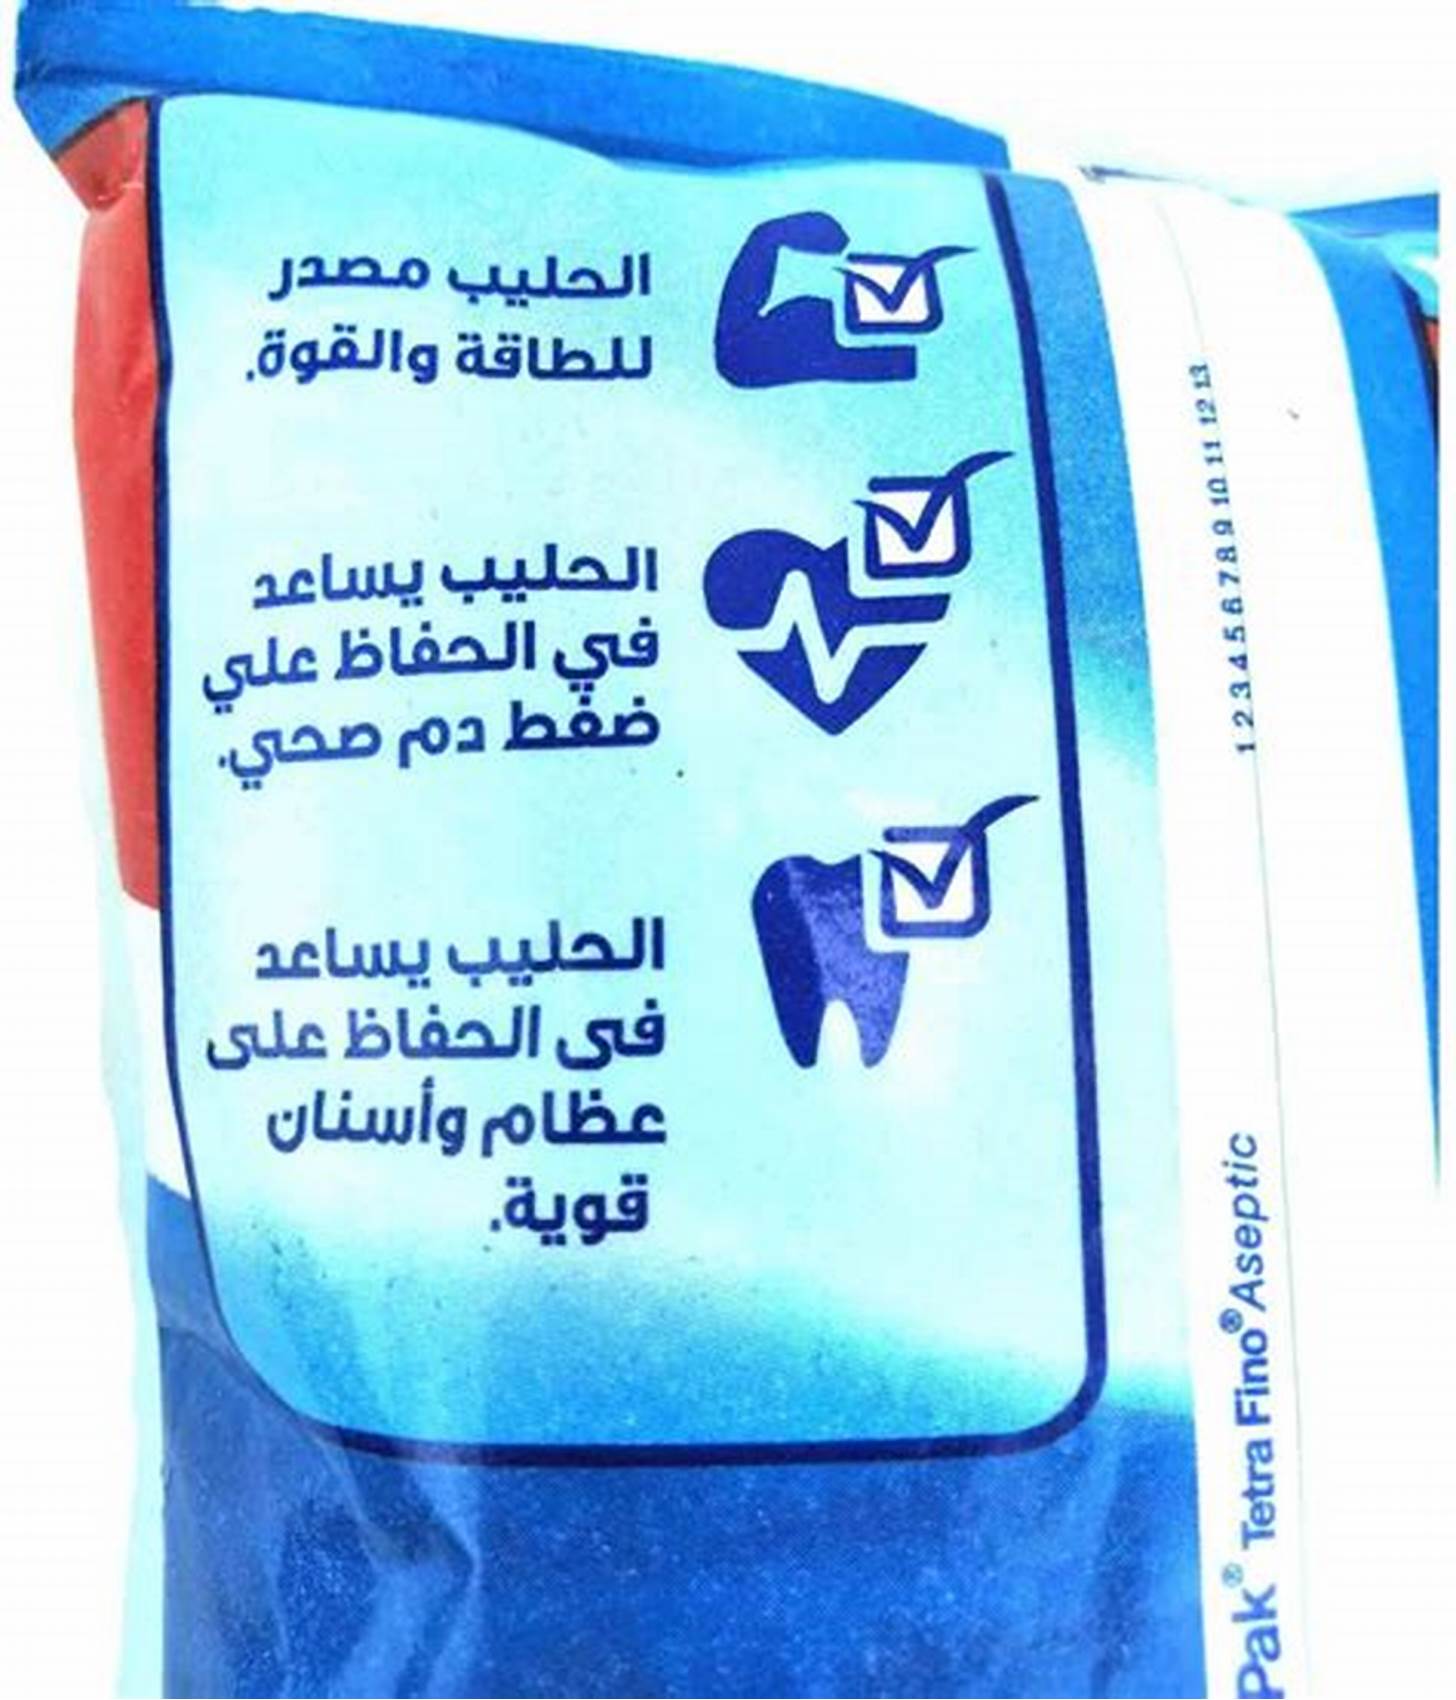 الحليب مصدر
للطاقة والقوة.
الحليب يساعد
في الحفاظ علي
ضغط دم صحي.
الحليب يساعد
فى الحفاظ على
عظام وأسنان
قوية.
1 2 3 4 5 6 7 8 9 10 11 12 13
Pak® Tetra Fino® Aseptic